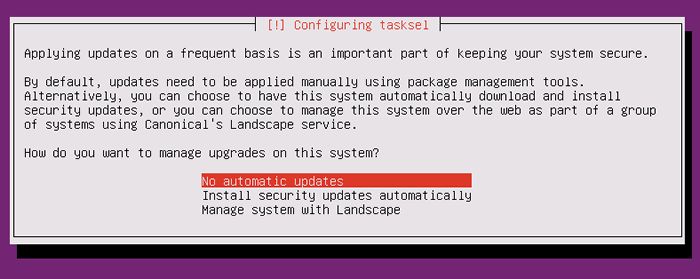 [!] Configuring tasksel
Applying updates on a frequent basis is an important part of keeping your system secure.
By default, updates need to be applied manually using package management tools.
Alternatively, you can choose to have this system automatically download and install
security updates, or you can choose to manage this system over the web as part of a group
of systems using Canonical's Landscape service.
How do you want to manage upgrades on this system?
No automatic updates
Install security updates automatically
Manage system with Landscape